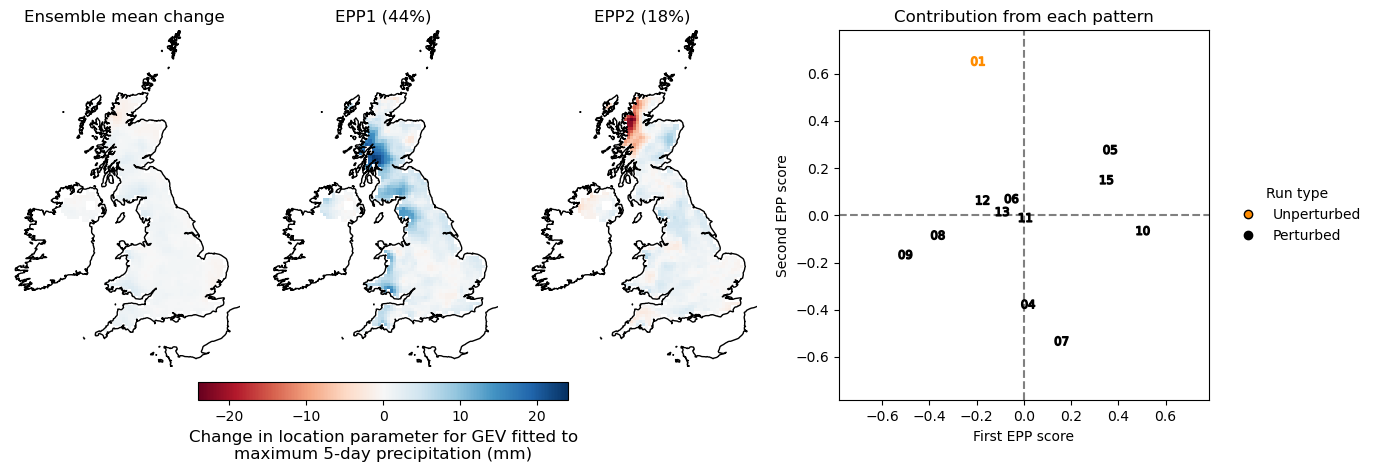 Ensemble mean change
EPP1 (44%)
EPP2 (18%)
Contribution from each pattern
−20
−10
0
10
20
Change in location parameter for GEV fitted to
maximum 5-day precipitation (mm)
Second EPP score
0.6
0.4
0.2
0.0
−0.2
−0.4
−0.6
01
05
15
12
06
13
11
10
08
09
04
07
−0.6
−0.4
−0.2
0.0
0.2
0.4
0.6
First EPP score
Run type
Unperturbed
Perturbed